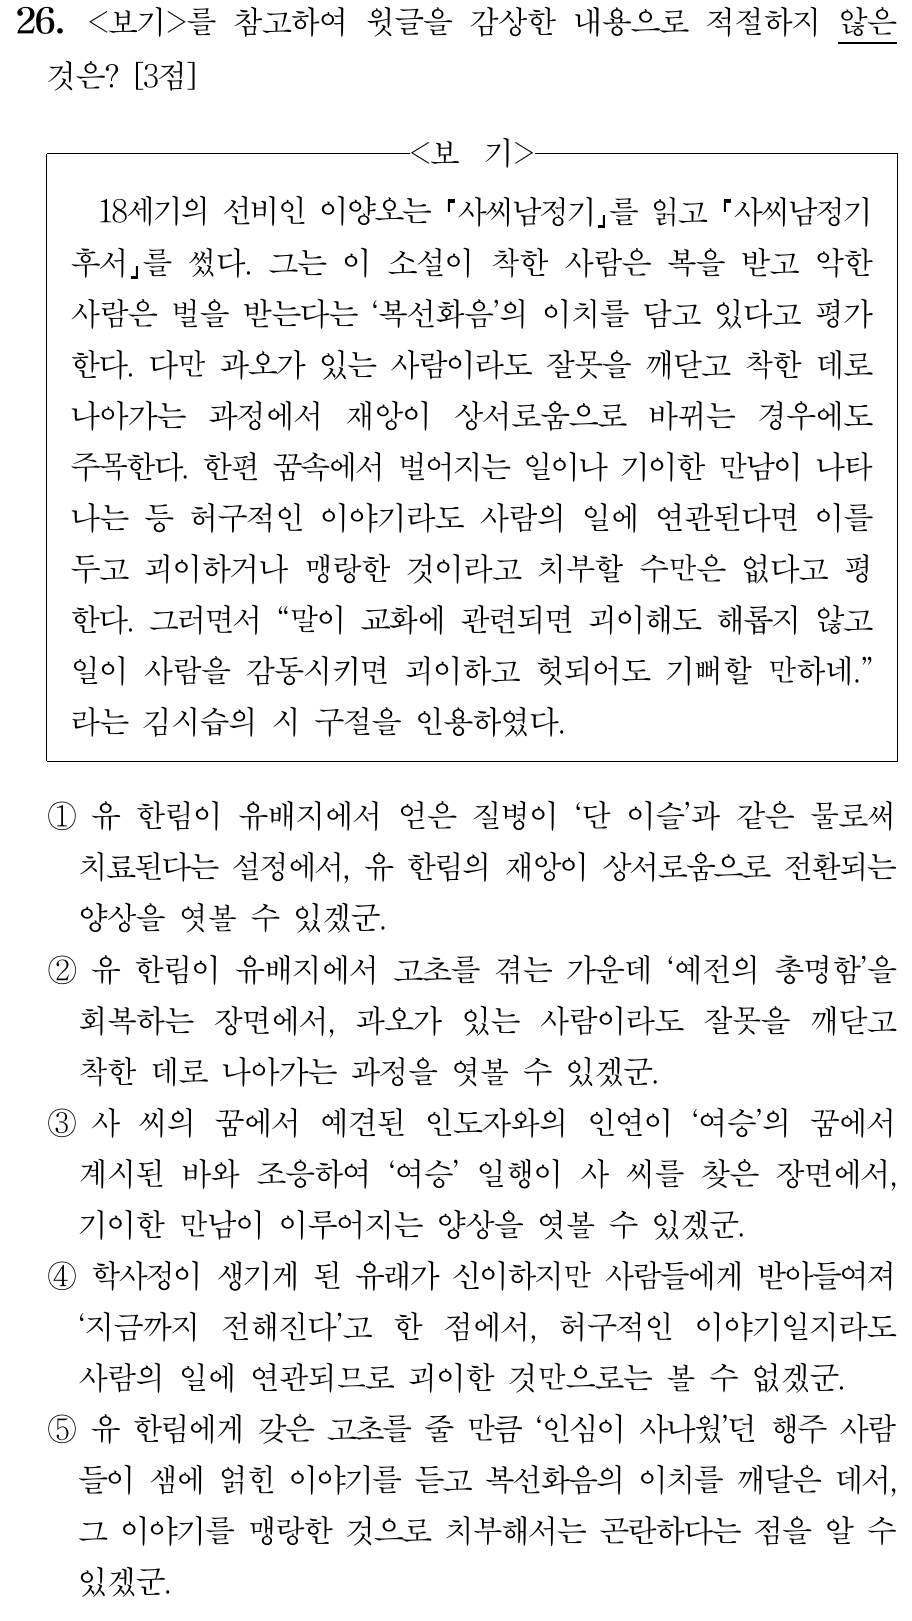 26. <보기>를 참고하여 윗글을 감상한 내용으로 적절하지 않은
것은? [3점]
<보 기>
18세기의 선비인 이양오는 『사씨남정기』를 읽고 『사씨남정기
후서』를 썼다. 그는 이 소설이 착한 사람은 복을 받고 악한
사람은 벌을 받는다는 ‘복선화음’의 이치를 담고 있다고 평가
한다. 다만 과오가 있는 사람이라도 잘못을 깨닫고 착한 데로
나아가는 과정에서 재앙이 상서로움으로 바뀌는 경우에도
주목한다. 한편 꿈속에서 벌어지는 일이나 기이한 만남이 나타
나는 등 허구적인 이야기라도 사람의 일에 연관된다면 이를
두고 괴이하거나 맹랑한 것이라고 치부할 수만은 없다고 평
한다. 그러면서 “말이 교화에 관련되면 괴이해도 해롭지 않고
일이 사람을 감동시키면 괴이하고 헛되어도 기뻐할 만하네.”
라는 김시습의 시 구절을 인용하였다.
① 유 한림이 유배지에서 얻은 질병이 ‘단 이슬’과 같은 물로써
치료된다는 설정에서, 유 한림의 재앙이 상서로움으로 전환되는
양상을 엿볼 수 있겠군.
② 유 한림이 유배지에서 고초를 겪는 가운데 ‘예전의 총명함’을
회복하는 장면에서, 과오가 있는 사람이라도 잘못을 깨닫고
착한 데로 나아가는 과정을 엿볼 수 있겠군.
③ 사 씨의 꿈에서 예견된 인도자와의 인연이 ‘여승’의 꿈에서
계시된 바와 조응하여 ‘여승’ 일행이 사 씨를 찾은 장면에서,
기이한 만남이 이루어지는 양상을 엿볼 수 있겠군.
④ 학사정이 생기게 된 유래가 신이하지만 사람들에게 받아들여져
‘지금까지 전해진다’고 한 점에서, 허구적인 이야기일지라도
사람의 일에 연관되므로 괴이한 것만으로는 볼 수 없겠군.
⑤ 유 한림에게 갖은 고초를 줄 만큼 ‘인심이 사나웠’던 행주 사람
들이 샘에 얽힌 이야기를 듣고 복선화음의 이치를 깨달은 데서,
그 이야기를 맹랑한 것으로 치부해서는 곤란하다는 점을 알 수
있겠군.